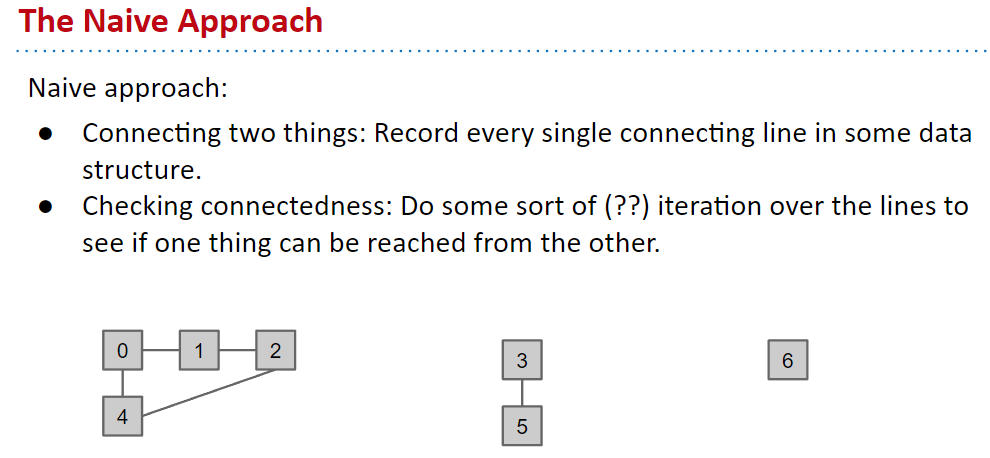 The Naive Approach
Naive approach:
● Connecting two things: Record every single connecting line in some data
structure.
● Checking connectedness: Do some sort of (??) iteration over the lines to
see if one thing can be reached from the other.
0 1 2
3
6
4
5